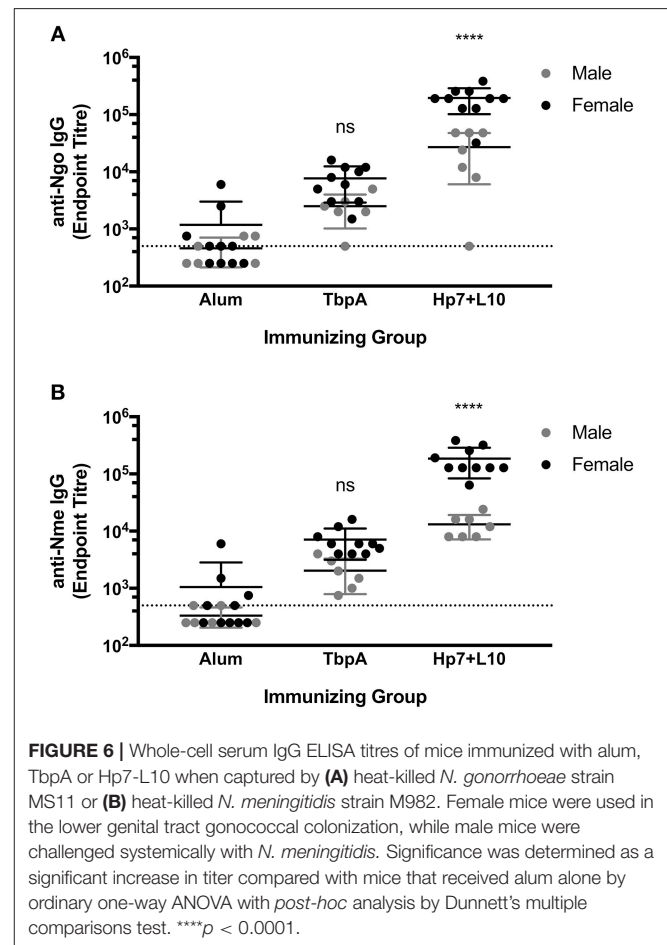 A
****
10⁶
Male
Female
10⁵
ns
10⁴
10³
10²
anti-Ngo IgG
(Endpoint Titre)
Alum TbpA Hp7+L10
Immunizing Group
B
****
10⁶
Male
Female
10⁵
ns
10⁴
10³
10²
anti-Nme IgG
(Endpoint Titre)
Alum TbpA Hp7+L10
Immunizing Group
FIGURE 6 | Whole-cell serum IgG ELISA titres of mice immunized with alum,
TbpA or Hp7-L10 when captured by (A) heat-killed N. gonorrhoeae strain
MS11 or (B) heat-killed N. meningitidis strain M982. Female mice were used in
the lower genital tract gonococcal colonization, while male mice were
challenged systemically with N. meningitidis. Significance was determined as a
significant increase in titer compared with mice that received alum alone by
ordinary one-way ANOVA with post-hoc analysis by Dunnett's multiple
comparisons test. ****p < 0.0001.